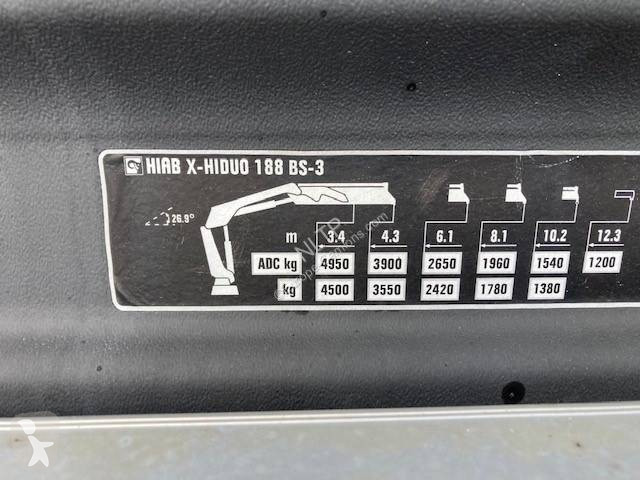 HIAB X-HIDUO 188 BS-3
26.9°
m 3.4 4.3 6.1 8.1 10.2 12.3
ADC kg 4950 3900 2650 1960 1540 1200
kg 4500 3550 2420 1780 1380
NLTP